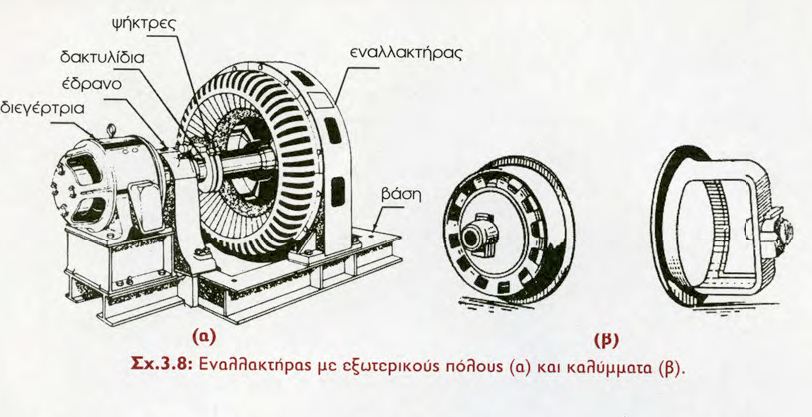 ψήκτρες
δακτυλίδια
εναλλακτήρας
έδρανο
διεγέρτρια
βάση
(α)
(β)
Σχ.3.8: Εναλλακτήρας με εξωτερικούς πόλους (α) και καλύμματα (β).